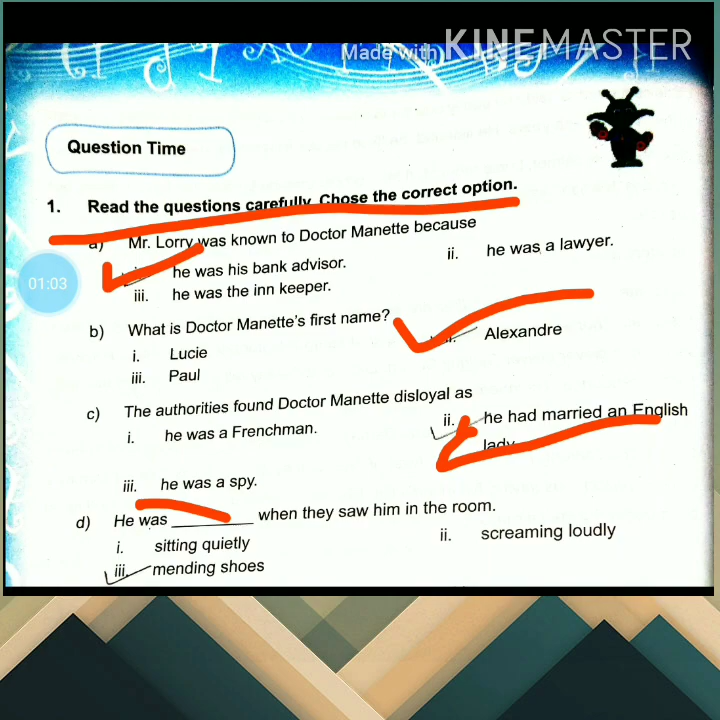 Made with KINEMASTER
Question Time
1. Read the questions carefully. Chose the correct option.
a) Mr. Lorry was known to Doctor Manette because
he was his bank advisor. ii. he was a lawyer.
iii. he was the inn keeper.
01:03
b) What is Doctor Manette's first name?
i. Lucie ii. Alexandre
iii. Paul
c) The authorities found Doctor Manette disloyal as
i. he was a Frenchman. ii. he had married an English
lady.
iii. he was a spy.
d) He was ________ when they saw him in the room.
i. sitting quietly ii. screaming loudly
iii. mending shoes